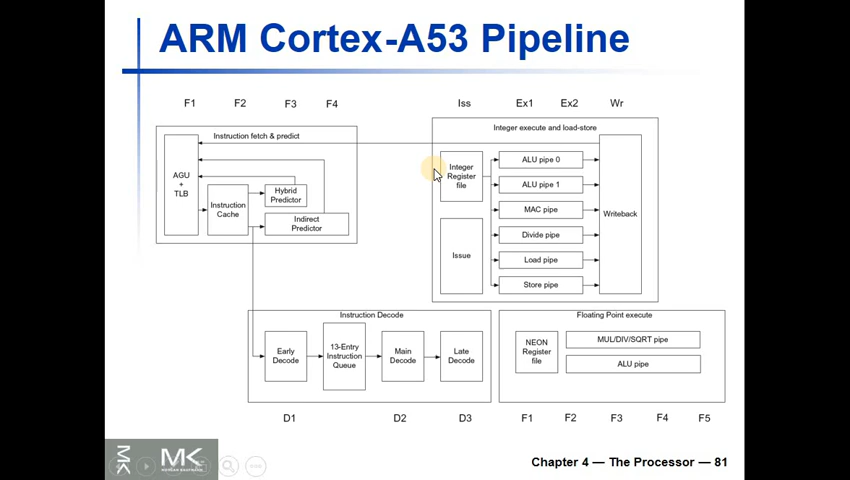 ARM Cortex-A53 Pipeline
F1 F2 F3 F4 Iss Ex1 Ex2 Wr
Instruction fetch & predict
AGU
+
TLB
Instruction
Cache
Hybrid
Predictor
Indirect
Predictor
Integer execute and load-store
Integer
Register
file
Issue
ALU pipe 0
ALU pipe 1
MAC pipe
Divide pipe
Load pipe
Store pipe
Writeback
Instruction Decode
Early
Decode
13-Entry
Instruction
Queue
Main
Decode
Late
Decode
Floating Point execute
NEON
Register
file
MUL/DIV/SQRT pipe
ALU pipe
D1 D2 D3 F1 F2 F3 F4 F5
MK
MK
Chapter 4 — The Processor — 81